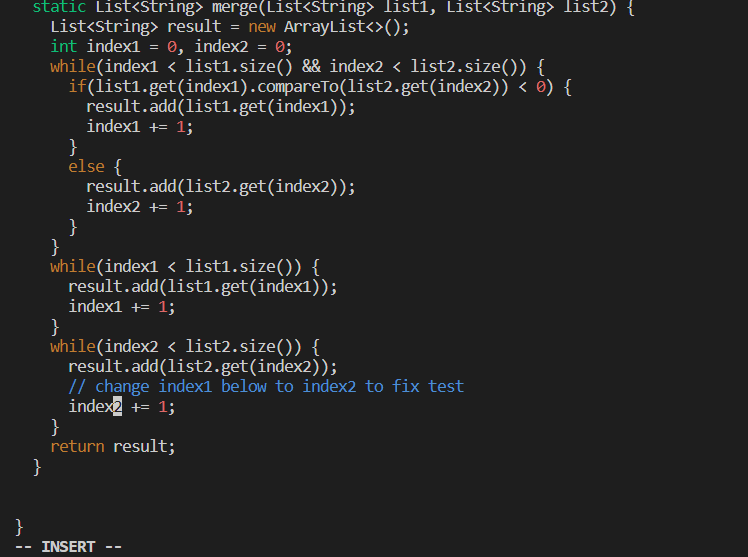 static List<String> merge(List<String> list1, List<String> list2) {
List<String> result = new ArrayList<>();
int index1 = 0, index2 = 0;
while(index1 < list1.size() && index2 < list2.size()) {
if(list1.get(index1).compareTo(list2.get(index2)) < 0) {
result.add(list1.get(index1));
index1 += 1;
}
else {
result.add(list2.get(index2));
index2 += 1;
}
}
while(index1 < list1.size()) {
result.add(list1.get(index1));
index1 += 1;
}
while(index2 < list2.size()) {
result.add(list2.get(index2));
// change index1 below to index2 to fix test
index2 += 1;
}
return result;
}
}
-- INSERT --